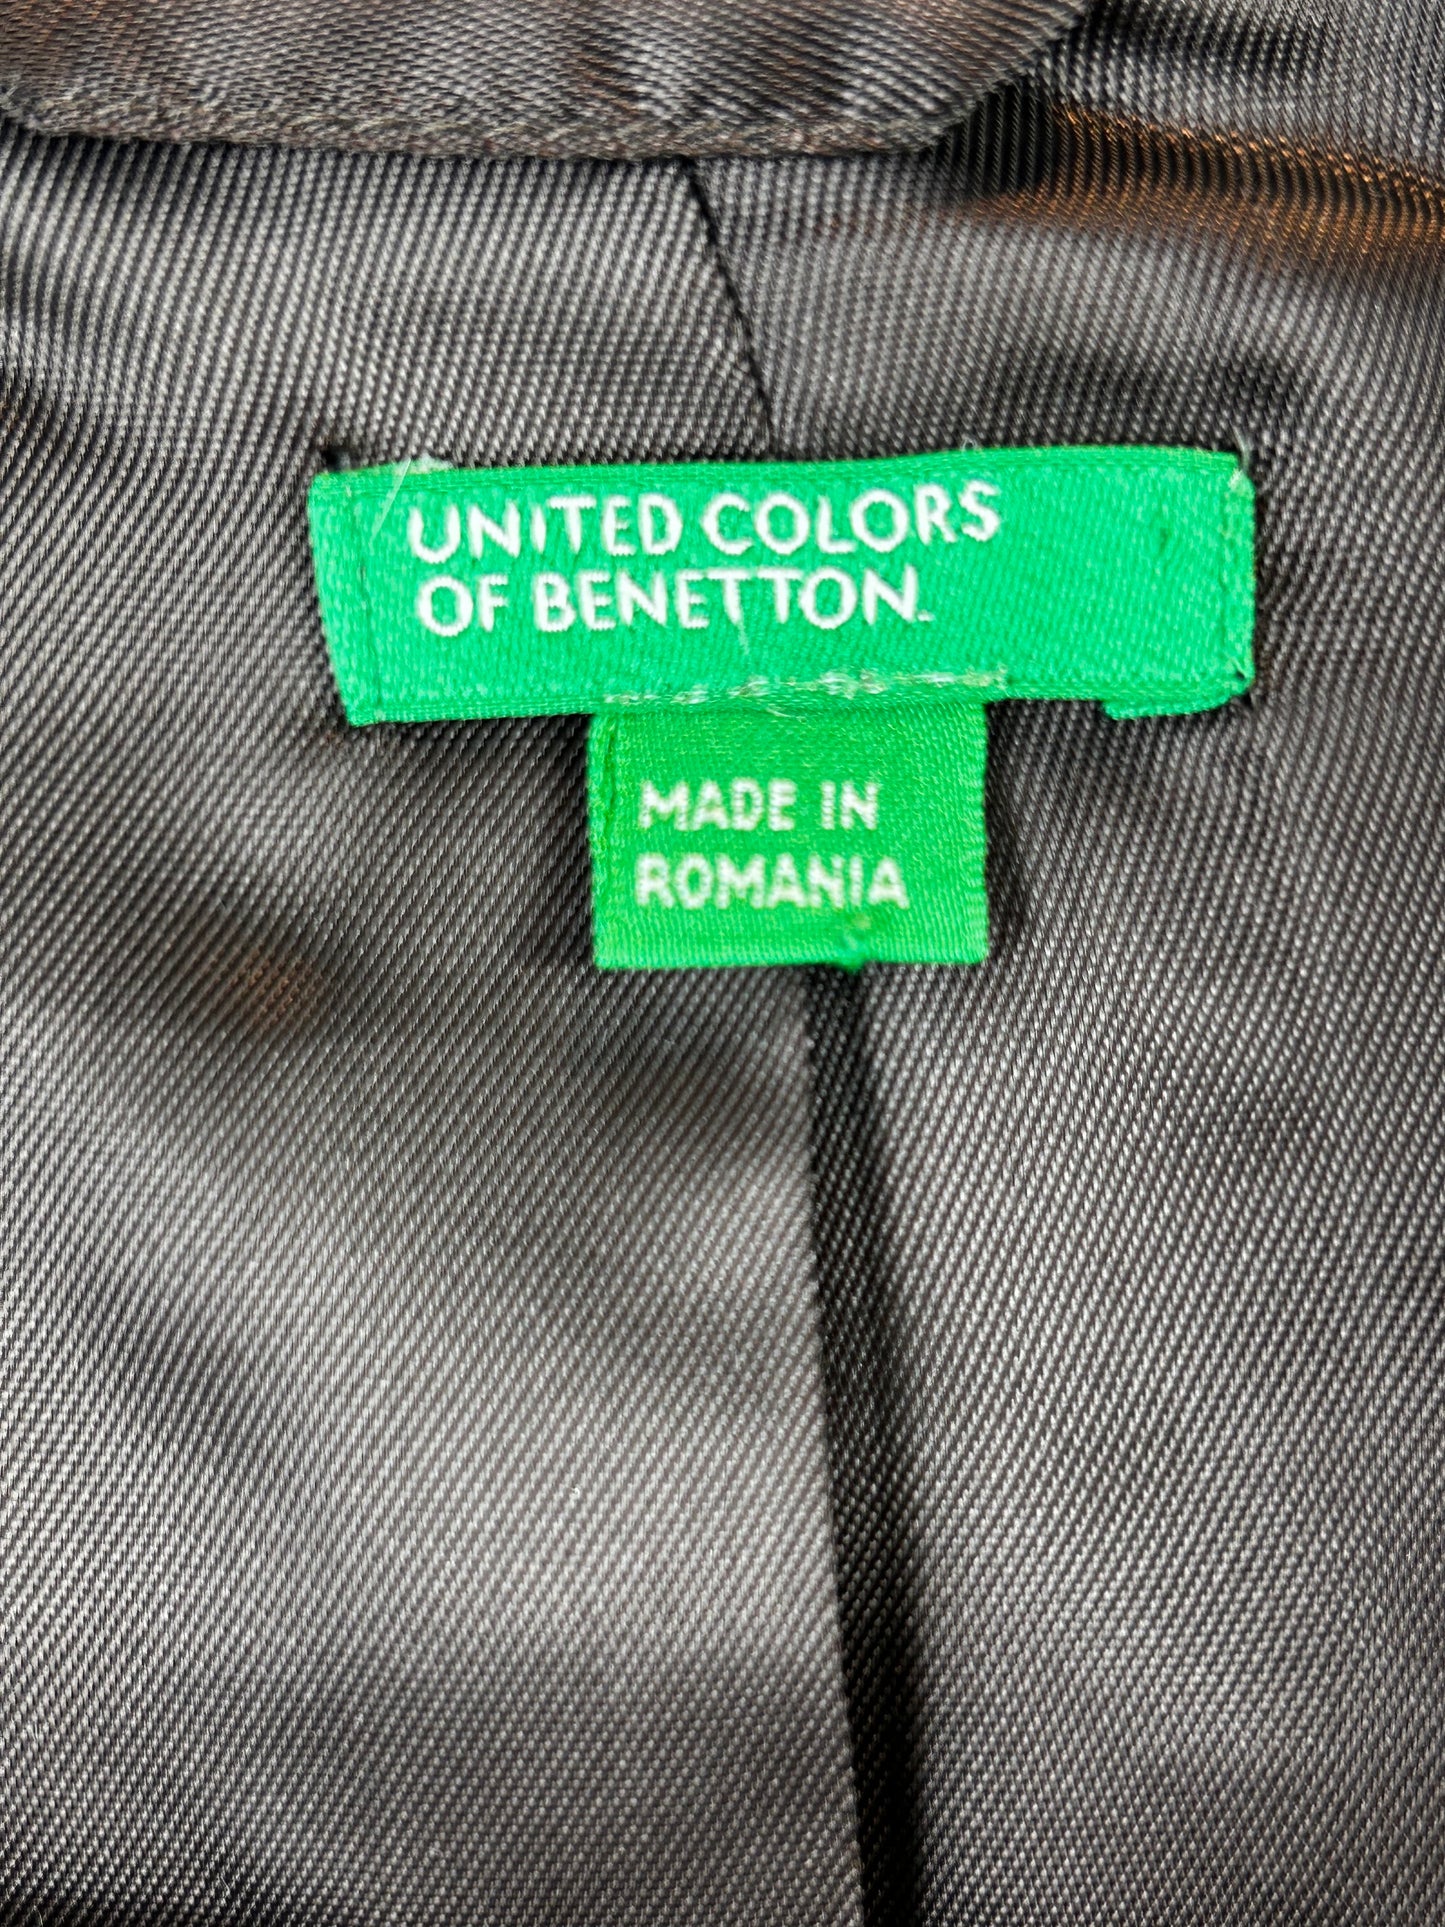 UNITED COLORS
OF BENETTON.
MADE IN
ROMANIA